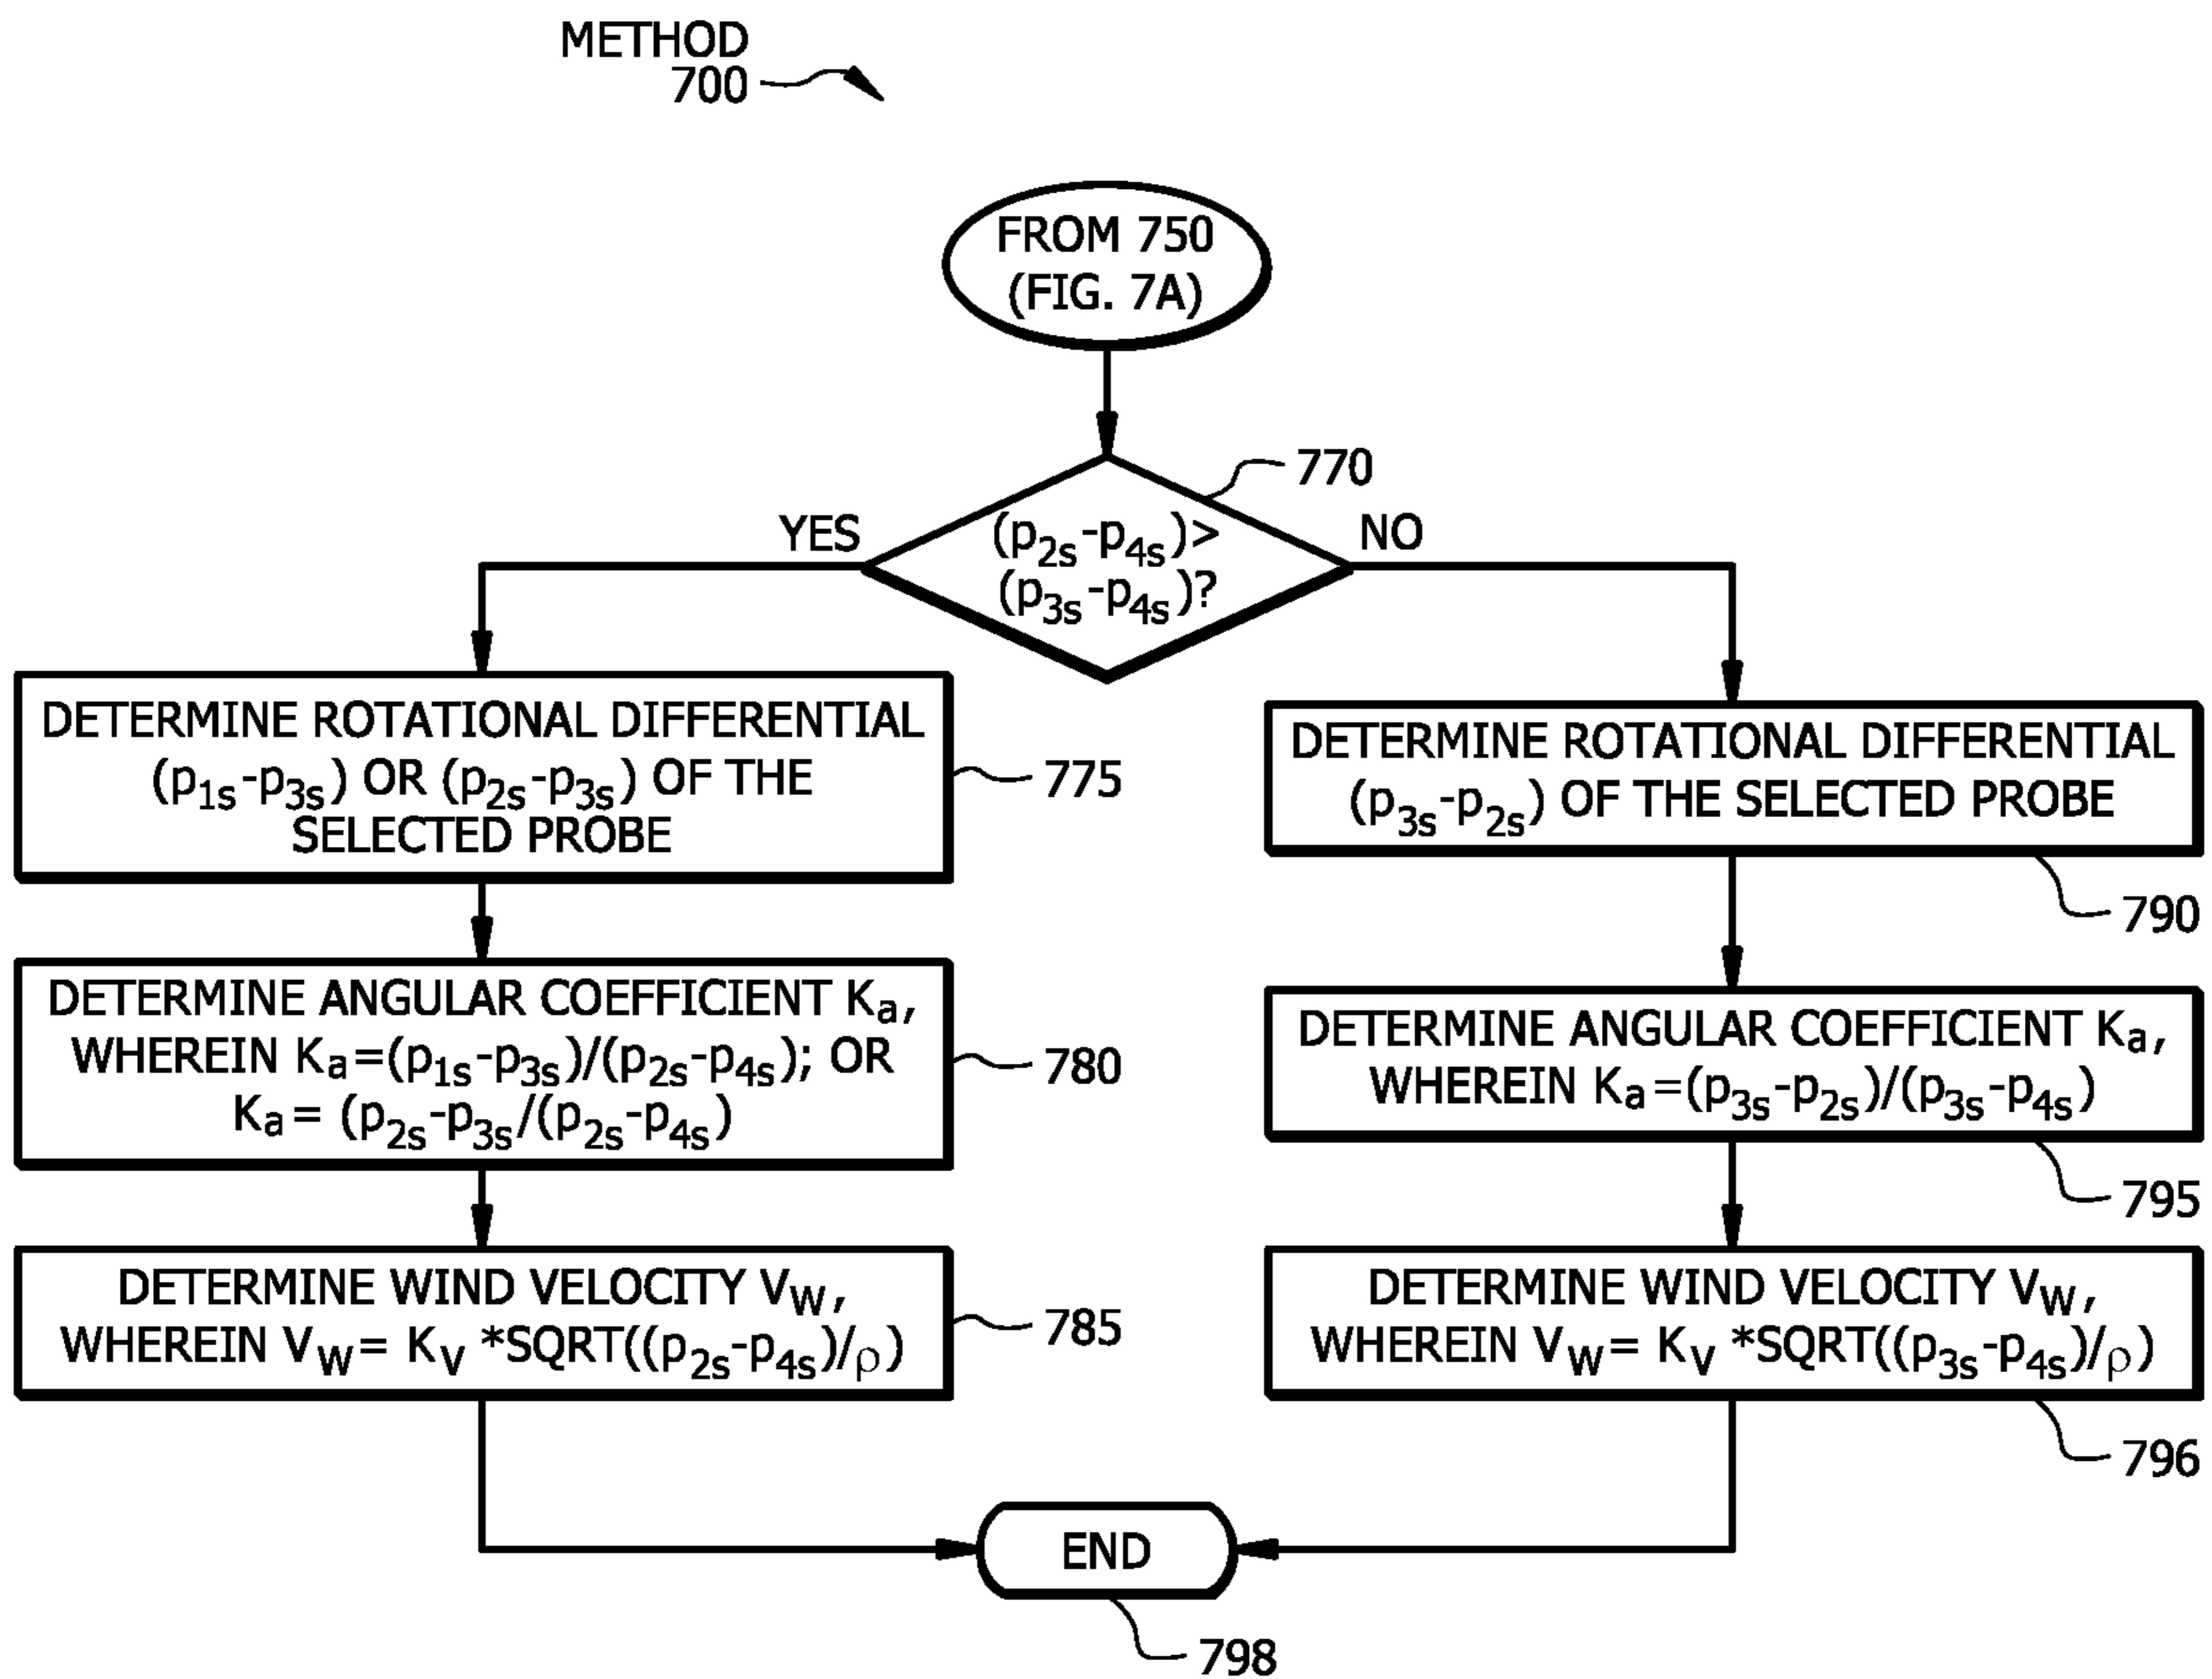 METHOD
700
FROM 750
(FIG. 7A)
770
YES
(p2s-p4s)>
(p3s-p4s)?
NO
DETERMINE ROTATIONAL DIFFERENTIAL
(p1s-p3s) OR (p2s-p3s) OF THE
SELECTED PROBE
775
DETERMINE ANGULAR COEFFICIENT Ka,
WHEREIN Ka=(p1s-p3s)/(p2s-p4s); OR
Ka= (p2s-p3s/(p2s-p4s)
780
DETERMINE WIND VELOCITY VW,
WHEREIN VW= KV *SQRT((p2s-p4s)/ρ)
785
DETERMINE ROTATIONAL DIFFERENTIAL
(p3s-p2s) OF THE SELECTED PROBE
790
DETERMINE ANGULAR COEFFICIENT Ka,
WHEREIN Ka=(p3s-p2s)/(p3s-p4s)
795
DETERMINE WIND VELOCITY VW,
WHEREIN VW= KV *SQRT((p3s-p4s)/ρ)
796
END
798